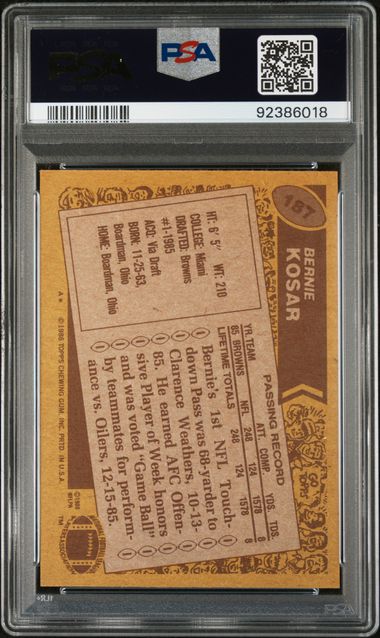 PSA
PSA
92386018
187
BERNIE
KOSAR
HT: 6' 5" WT: 210
COLLEGE: Miami
DRAFTED: Browns
#1-1985
ACQ: Via Draft
BORN: 11-25-63,
Boardman, Ohio
HOME: Boardman, Ohio
PASSING RECORD
YR. TEAM NFL ATT. COMP. YDS. TDS.
85 BROWNS 248 124 1578 8
LIFETIME TOTALS 248 124 1578 8
Bernie's 1st NFL Touch-
down Pass was 68-yarder to
Clarence Weathers, 10-13-
85. He earned AFC Offen-
sive Player of Week honors
and was voted "Game Ball"
by teammates for perform-
ance vs. Oilers, 12-15-85.
GO
TOPPS
A* © 1986 TOPPS CHEWING GUM, INC. PRTD. IN U.S.A.
TM